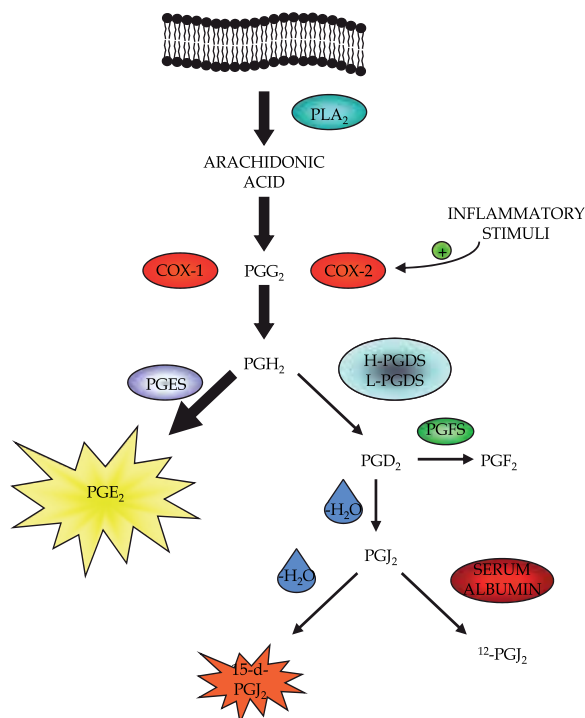 PLA₂
ARACHIDONIC
ACID
INFLAMMATORY
STIMULI
+
COX-1
PGG₂
COX-2
PGH₂
H-PGDS
L-PGDS
PGES
PGFS
PGE₂
PGD₂
PGF₂
-H₂O
PGJ₂
-H₂O
SERUM
ALBUMIN
15-d-
PGJ₂
¹²-PGJ₂